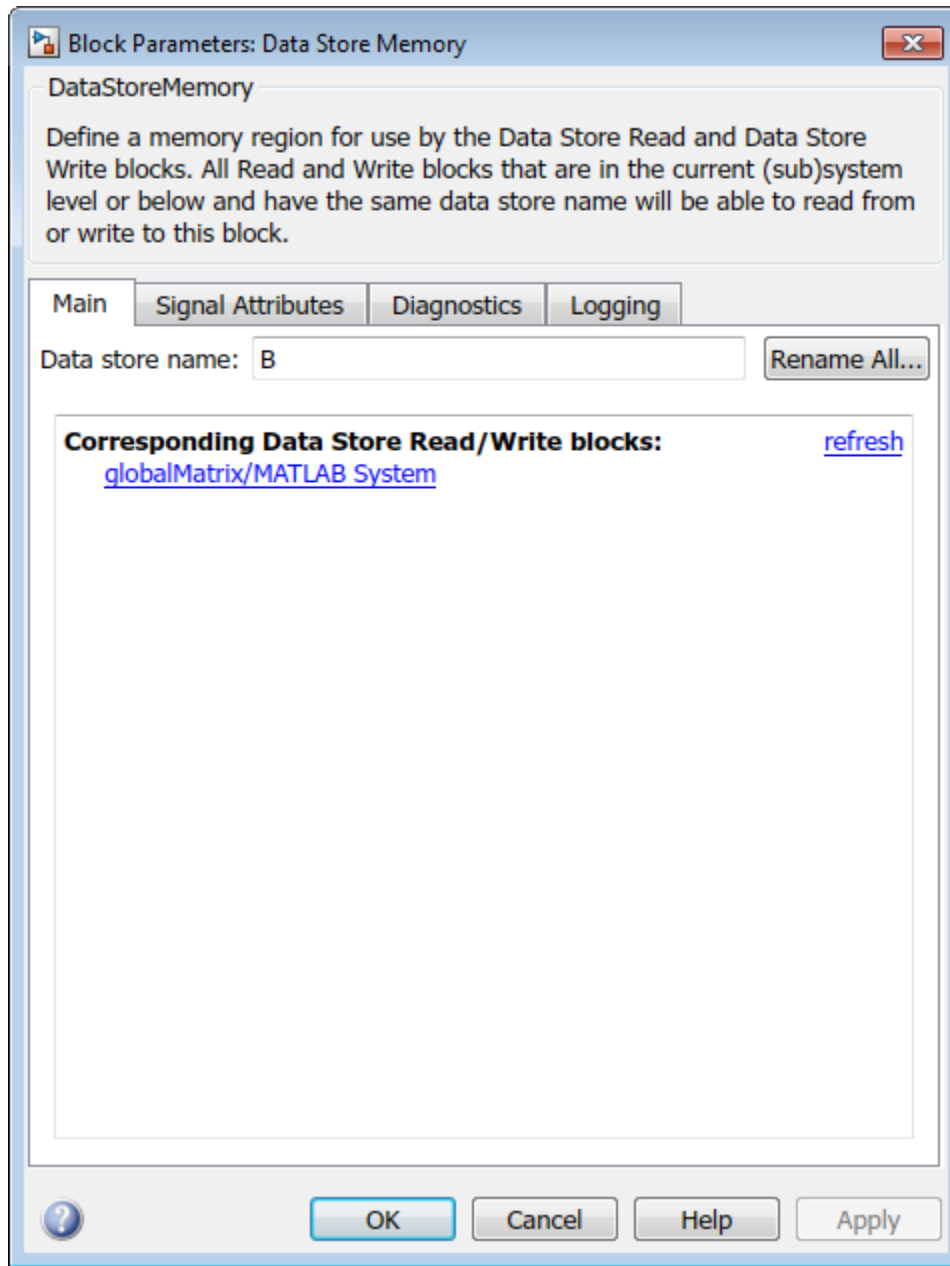 Block Parameters: Data Store Memory
DataStoreMemory
Define a memory region for use by the Data Store Read and Data Store
Write blocks. All Read and Write blocks that are in the current (sub)system
level or below and have the same data store name will be able to read from
or write to this block.
Main Signal Attributes Diagnostics Logging
Data store name: B Rename All...
Corresponding Data Store Read/Write blocks: refresh
globalMatrix/MATLAB System
? OK Cancel Help Apply